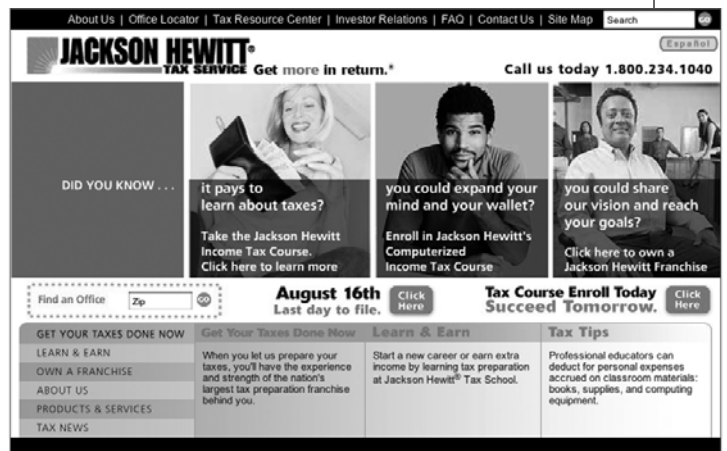 About Us | Office Locator | Tax Resource Center | Investor Relations | FAQ | Contact Us | Site Map Search GO
Español
JACKSON HEWITT®
TAX SERVICE Get more in return.*
Call us today 1.800.234.1040
DID YOU KNOW . . .
it pays to
learn about taxes?
Take the Jackson Hewitt
Income Tax Course.
Click here to learn more
you could expand your
mind and your wallet?
Enroll in Jackson Hewitt's
Computerized
Income Tax Course
you could share
our vision and reach
your goals?
Click here to own a
Jackson Hewitt Franchise
Find an Office Zip GO
August 16th
Last day to file.
Click
Here
Tax Course Enroll Today
Succeed Tomorrow.
Click
Here
GET YOUR TAXES DONE NOW
LEARN & EARN
OWN A FRANCHISE
ABOUT US
PRODUCTS & SERVICES
TAX NEWS
Get Your Taxes Done Now
When you let us prepare your
taxes, you'll have the experience
and strength of the nation's
largest tax preparation franchise
behind you.
Learn & Earn
Start a new career or earn extra
income by learning tax preparation
at Jackson Hewitt® Tax School.
Tax Tips
Professional educators can
deduct for personal expenses
accrued on classroom materials:
books, supplies, and computing
equipment.